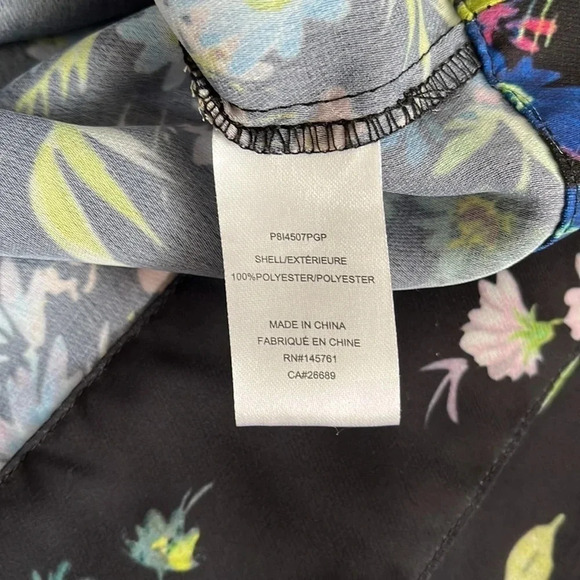 P8I4507PGP
SHELL/EXTÉRIEURE
100%POLYESTER/POLYESTER
MADE IN CHINA
FABRIQUÉ EN CHINE
RN#145761
CA#26689